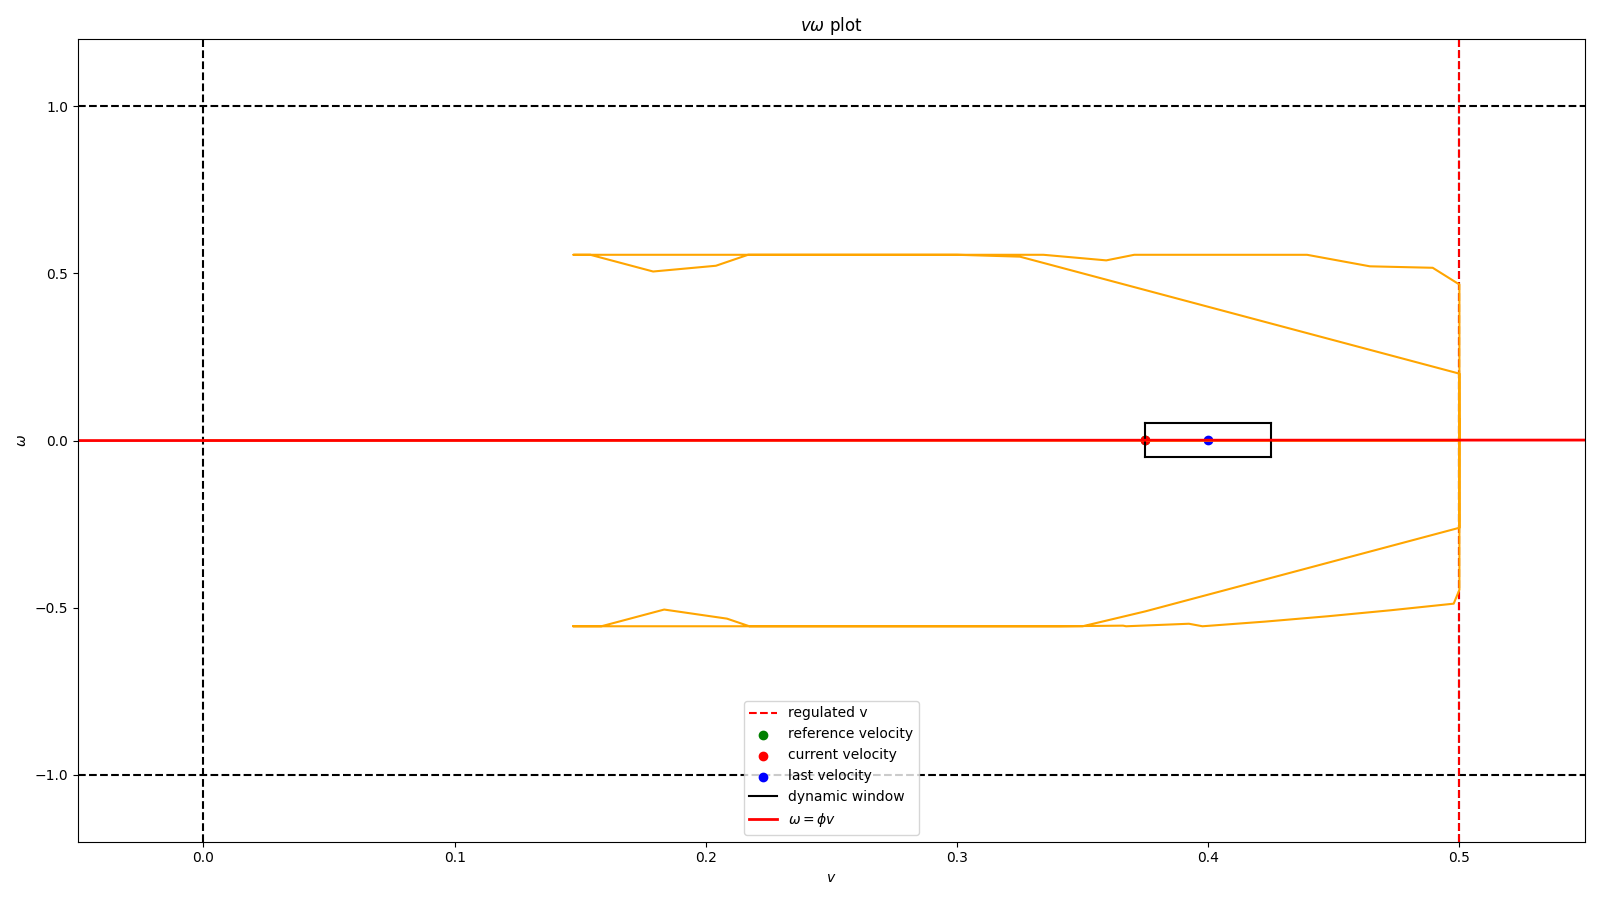 vω plot
1.0
0.5
0.0
−0.5
−1.0
ω
regulated v
reference velocity
current velocity
last velocity
dynamic window
ω = ϕv
0.0 0.1 0.2 0.3 0.4 0.5
v